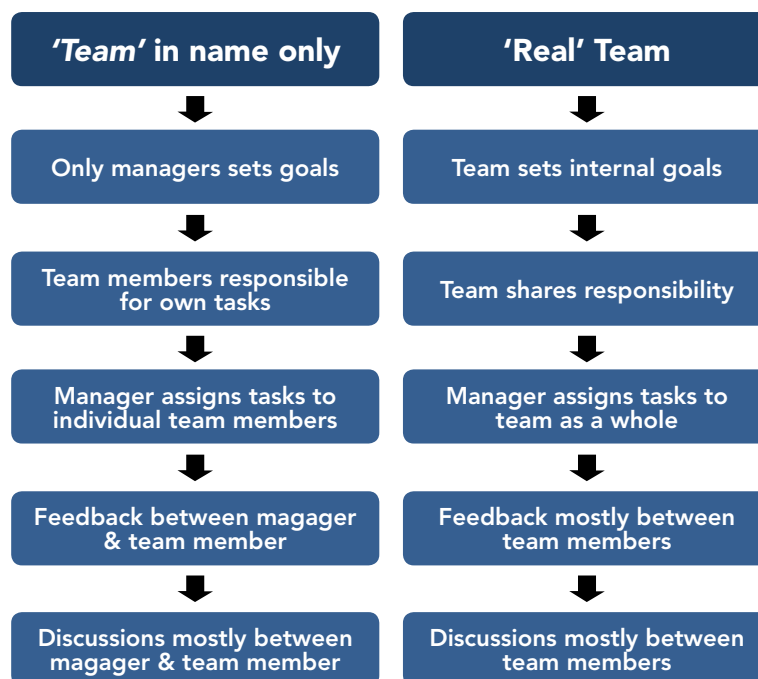 'Team' in name only
Only managers sets goals
Team members responsible
for own tasks
Manager assigns tasks to
individual team members
Feedback between magager
& team member
Discussions mostly between
magager & team member
'Real' Team
Team sets internal goals
Team shares responsibility
Manager assigns tasks to
team as a whole
Feedback mostly between
team members
Discussions mostly between
team members